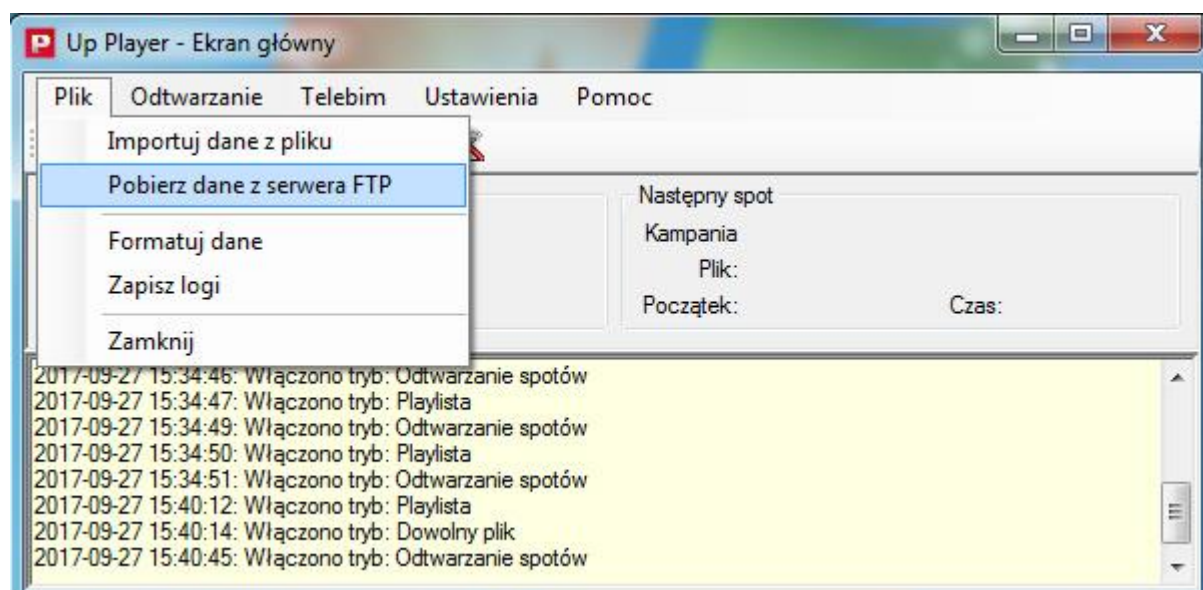 P Up Player - Ekran główny
Plik Odtwarzanie Telebim Ustawienia Pomoc
Importuj dane z pliku
Pobierz dane z serwera FTP
Formatuj dane
Zapisz logi
Zamknij
Następny spot
Kampania
Plik:
Początek: Czas:
2017-09-27 15:34:46: Włączono tryb: Odtwarzanie spotów
2017-09-27 15:34:47: Włączono tryb: Playlista
2017-09-27 15:34:49: Włączono tryb: Odtwarzanie spotów
2017-09-27 15:34:50: Włączono tryb: Playlista
2017-09-27 15:34:51: Włączono tryb: Odtwarzanie spotów
2017-09-27 15:40:12: Włączono tryb: Playlista
2017-09-27 15:40:14: Włączono tryb: Dowolny plik
2017-09-27 15:40:45: Włączono tryb: Odtwarzanie spotów